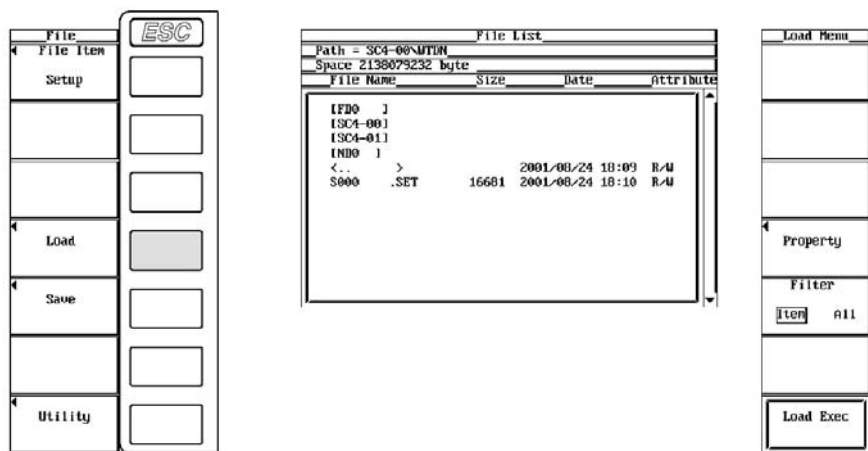 File
ESC
File Item
Setup
Load
Save
Utility
File List
Path = SC4-00\WTDN
Space 2138079232 byte
File Name Size Date Attribute
[FD0 ]
[SC4-00]
[SC4-01]
[ND0 ]
<.. > 2001/08/24 18:09 R/W
S000 .SET 16681 2001/08/24 18:10 R/W
Load Menu
Property
Filter
Item All
Load Exec